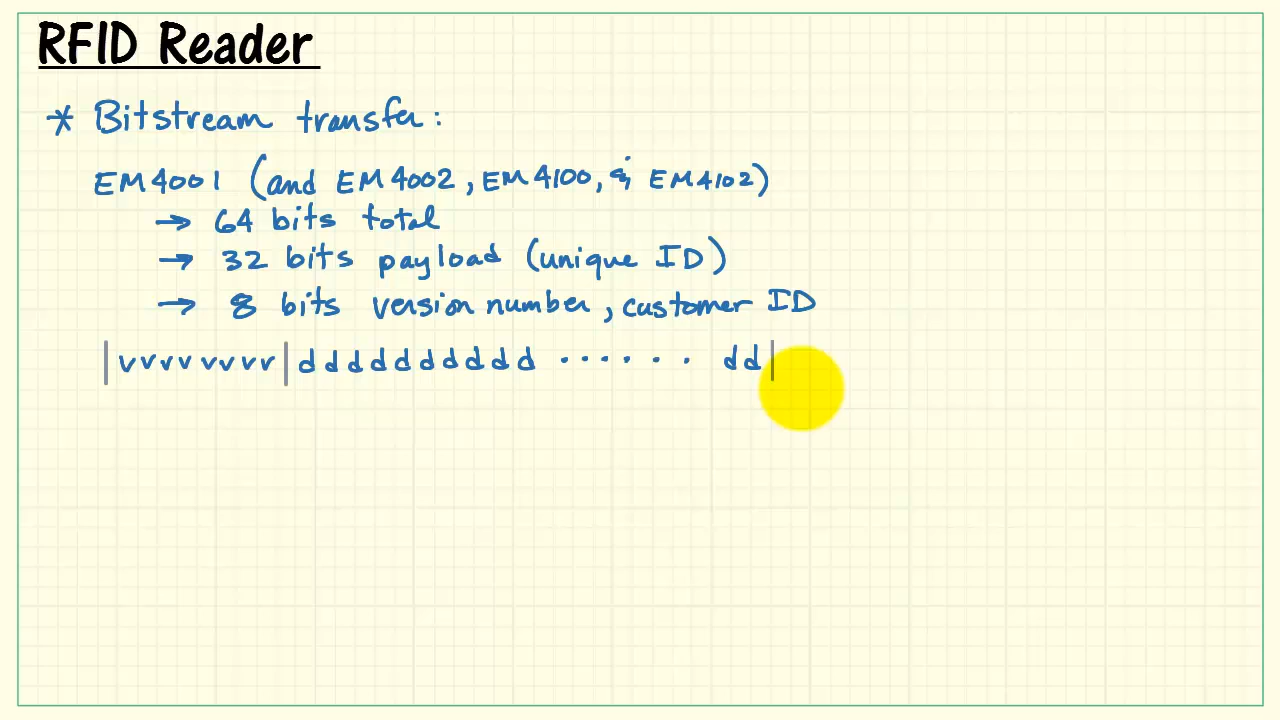 RFID Reader
* Bitstream transfer:
EM4001 (and EM4002, EM4100, & EM4102)
→ 64 bits total
→ 32 bits payload (unique ID)
→ 8 bits version number, customer ID
|vvvvvvvv|dddddddddd ······ dd|